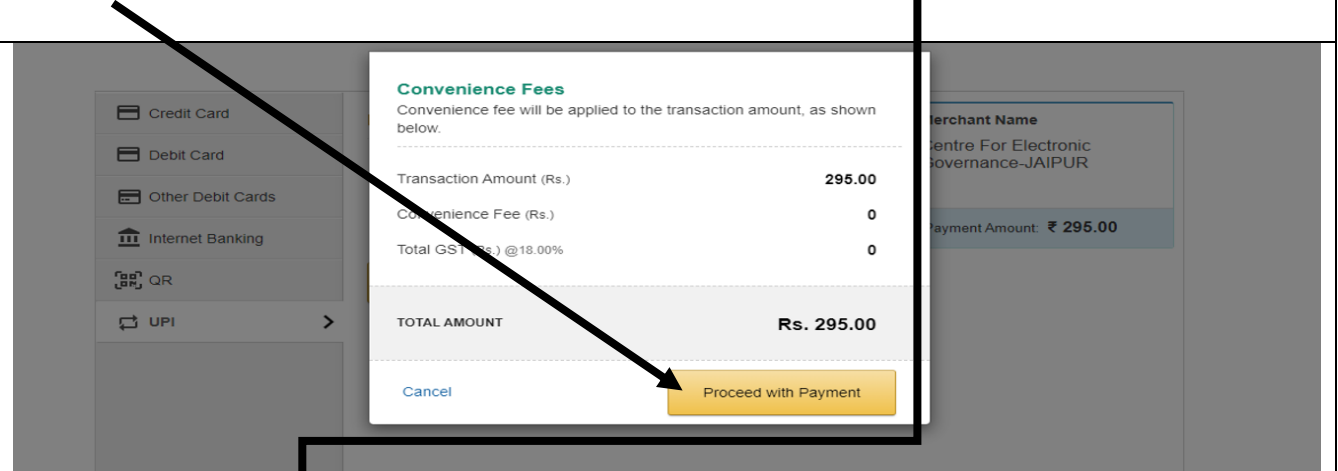 Credit Card
Debit Card
Other Debit Cards
Internet Banking
QR
UPI
Convenience Fees
Convenience fee will be applied to the transaction amount, as shown
below.
Transaction Amount (Rs.) 295.00
Convenience Fee (Rs.) 0
Total GST (Rs.) @18.00% 0
TOTAL AMOUNT Rs. 295.00
Cancel Proceed with Payment
Merchant Name
Centre For Electronic
Governance-JAIPUR
Payment Amount: ₹ 295.00